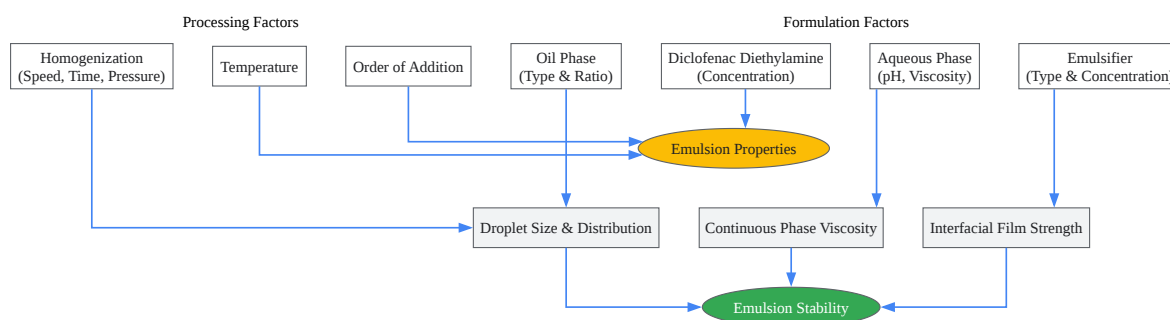 Processing Factors
Formulation Factors
Homogenization
(Speed, Time, Pressure)
Temperature
Order of Addition
Oil Phase
(Type & Ratio)
Diclofenac Diethylamine
(Concentration)
Aqueous Phase
(pH, Viscosity)
Emulsifier
(Type & Concentration)
Emulsion Properties
Droplet Size & Distribution
Continuous Phase Viscosity
Interfacial Film Strength
Emulsion Stability